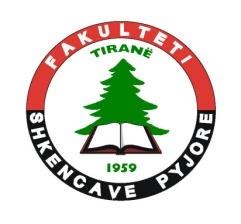 FAKULTETI
TIRANË
1959
SHKENCAVE PYJORE